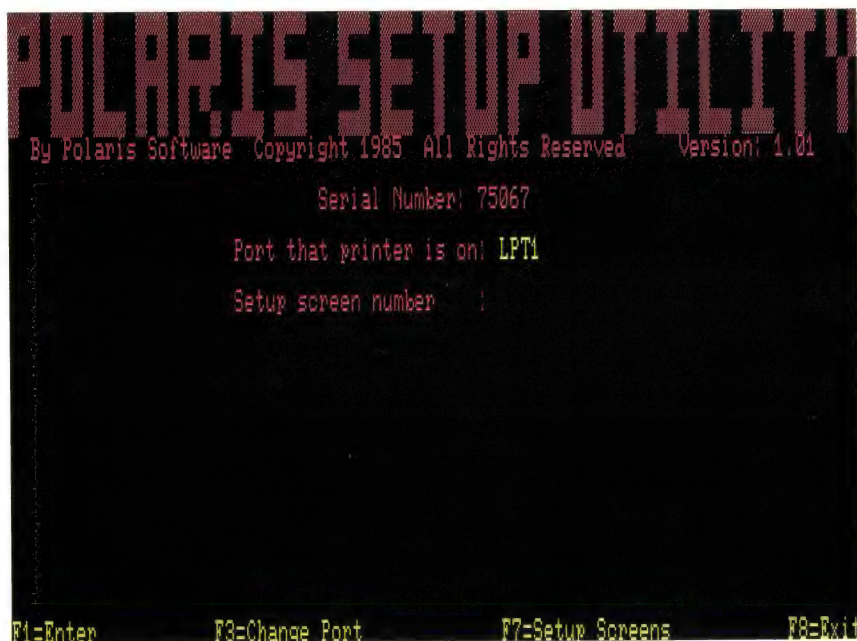 POLARIS SETUP UTILITY
By Polaris Software Copyright 1985 All Rights Reserved Version: 1.01
Serial Number: 75067
Port that printer is on: LPT1
Setup screen number :
F1=Enter F3=Change Port F7=Setup Screens F8=Exit